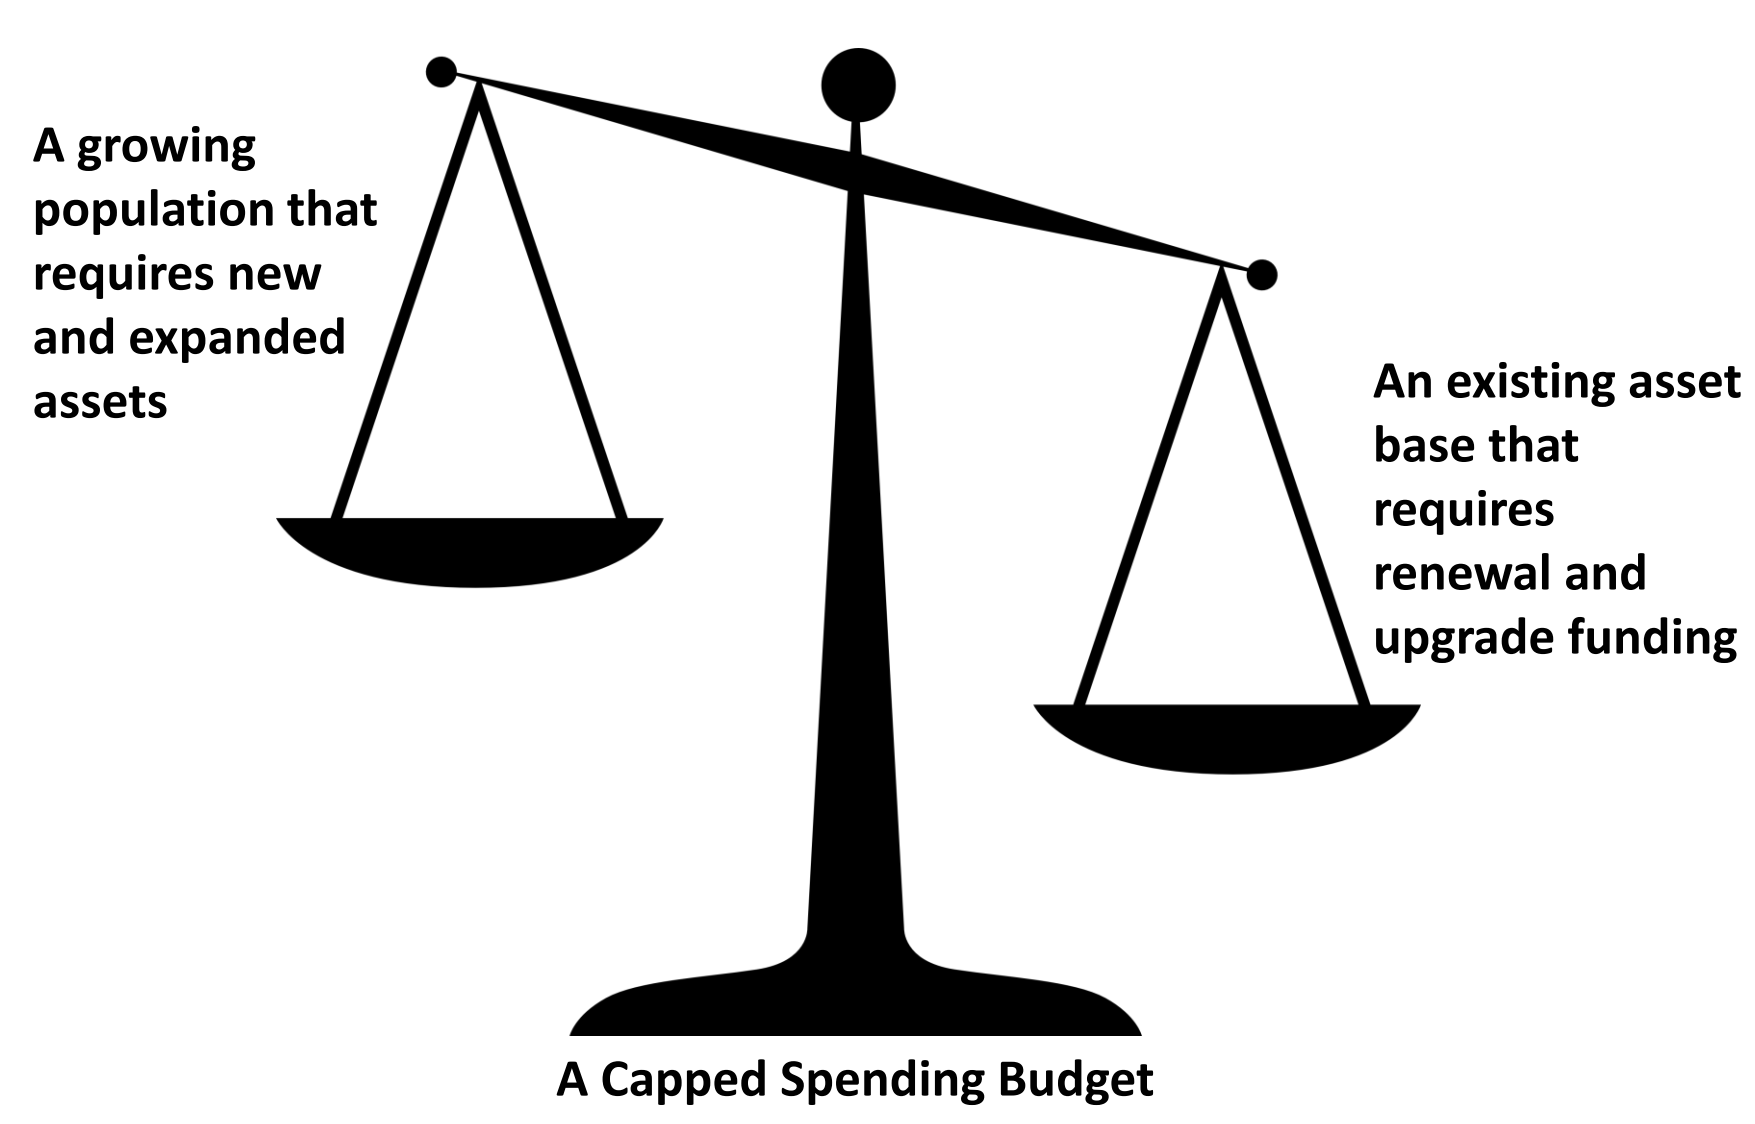 A growing
population that
requires new
and expanded
assets
An existing asset
base that
requires
renewal and
upgrade funding
A Capped Spending Budget